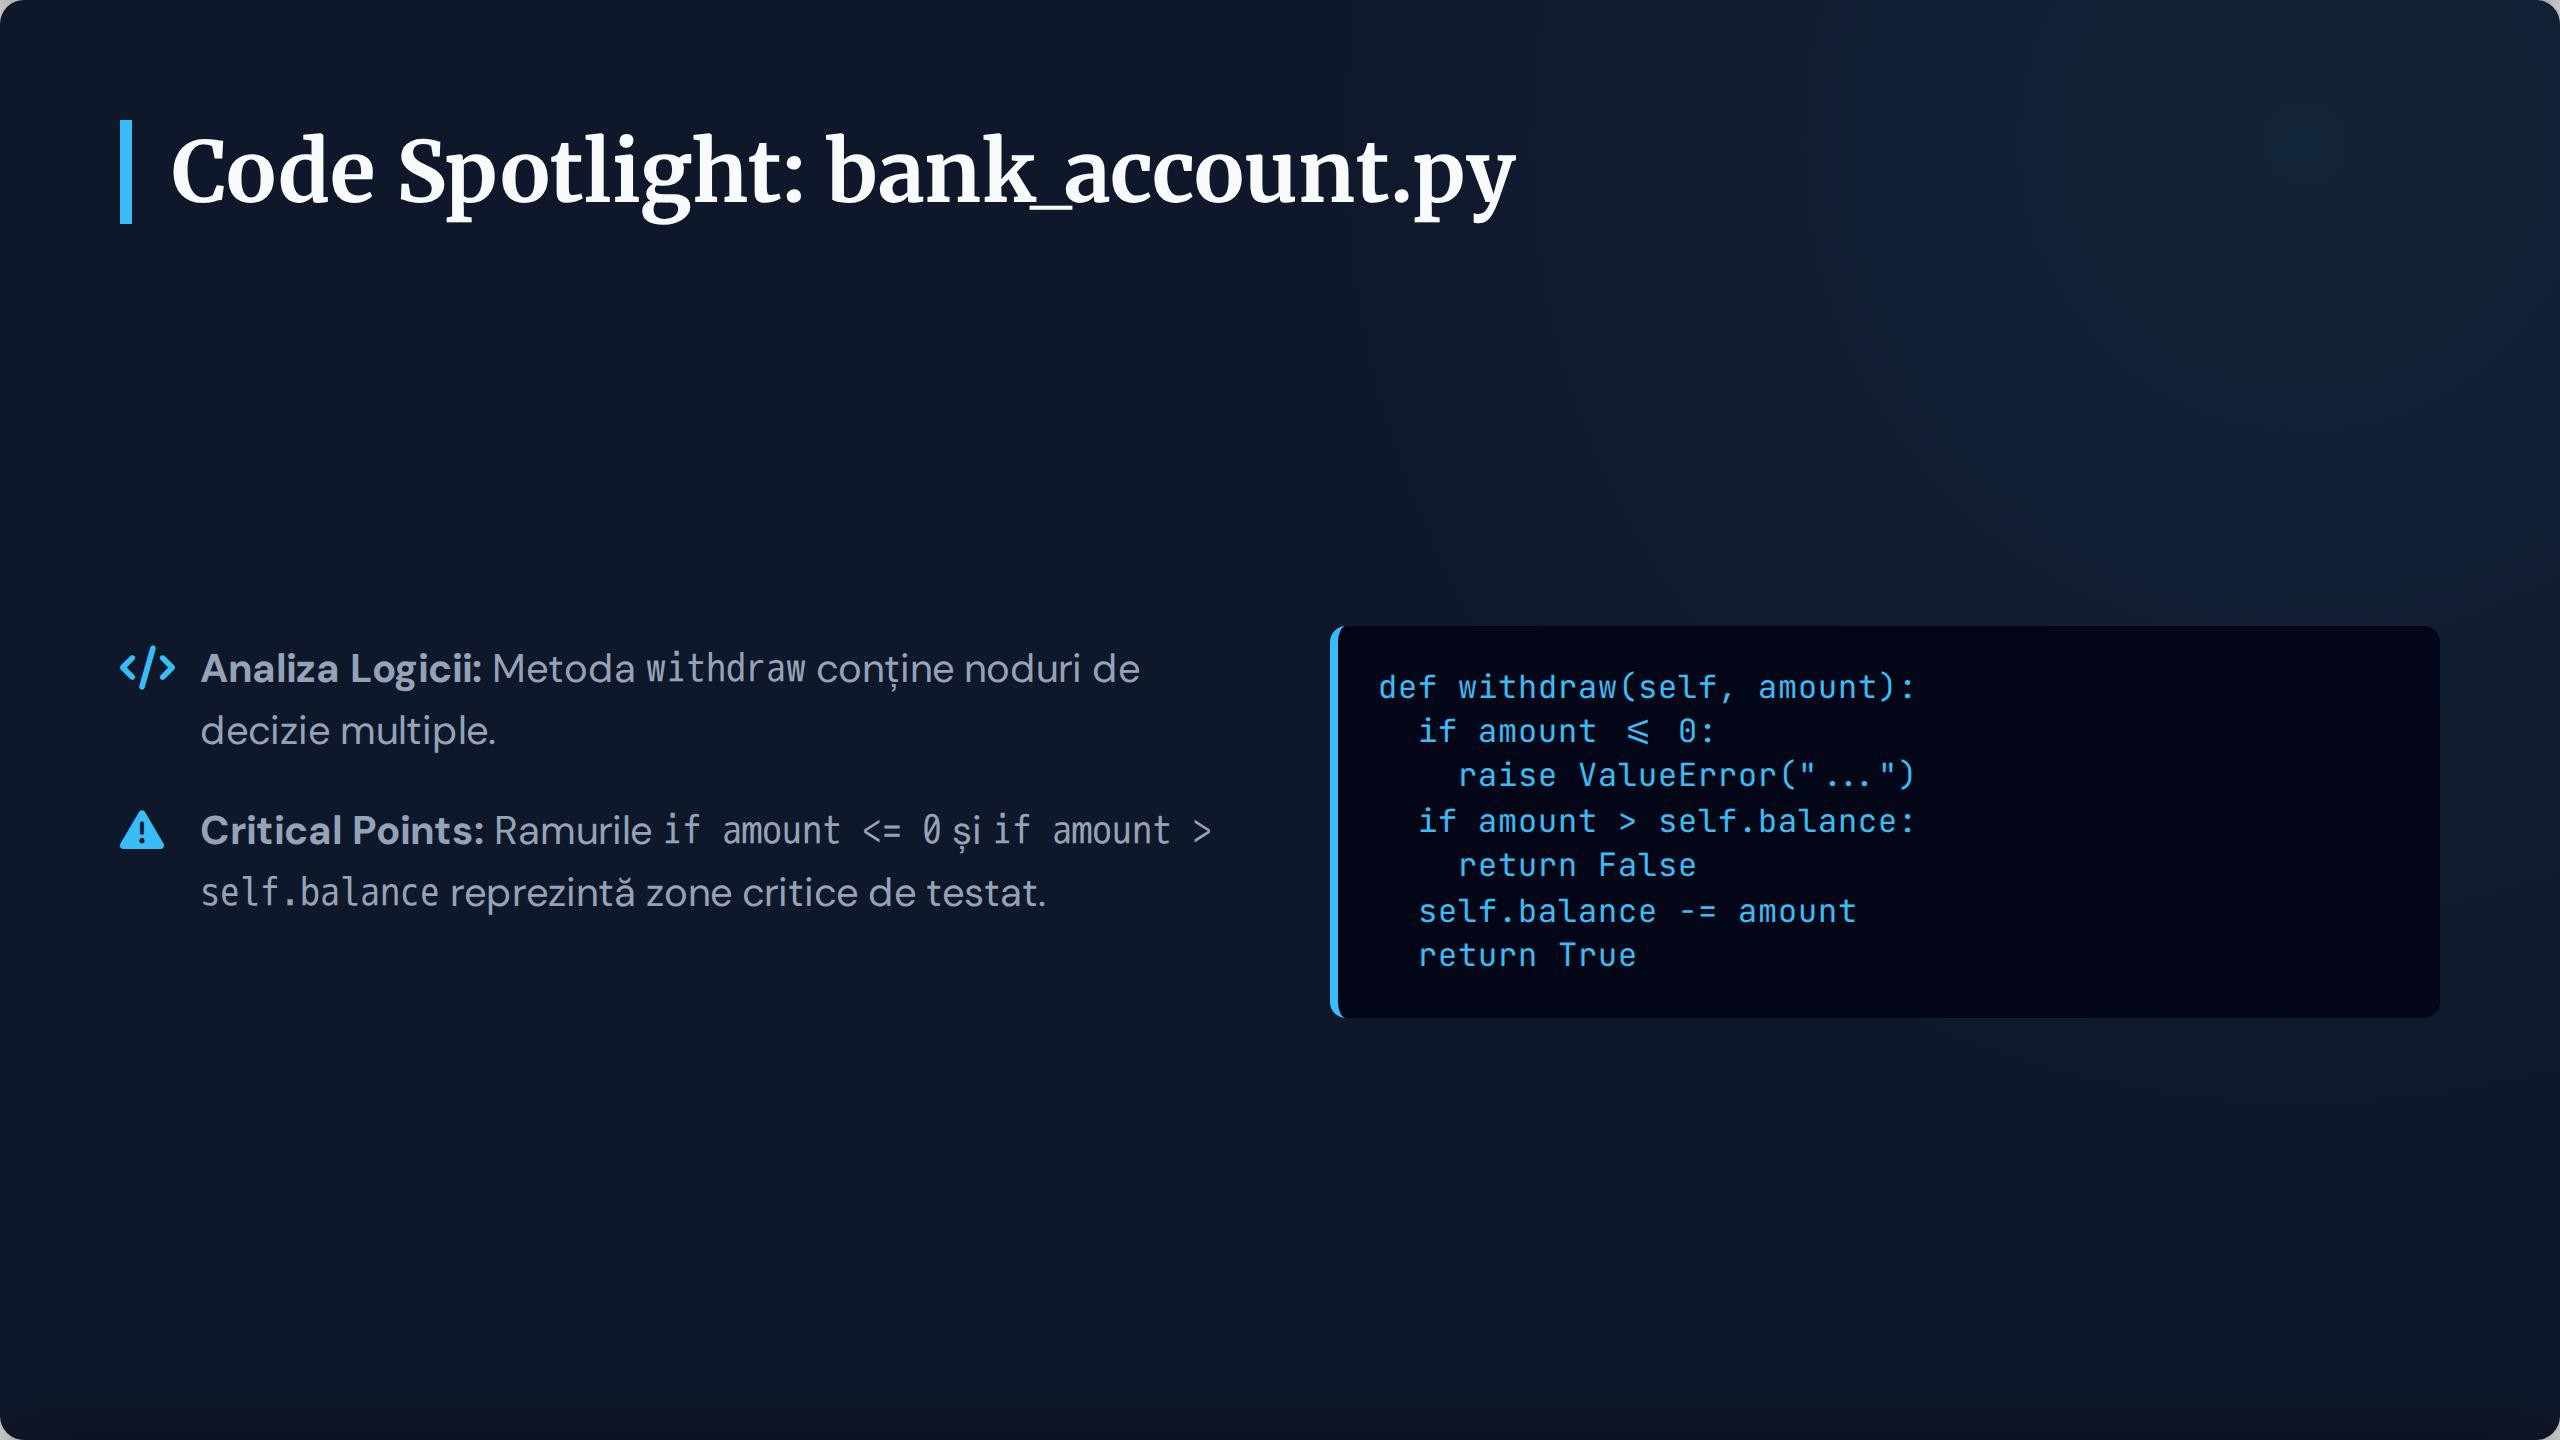 Code Spotlight: bank_account.py
Analiza Logicii: Metoda withdraw conține noduri de
decizie multiple.
Critical Points: Ramurile if amount <= 0 și if amount >
self.balance reprezintă zone critice de testat.
def withdraw(self, amount):
  if amount <= 0:
    raise ValueError("...")
  if amount > self.balance:
    return False
  self.balance -= amount
  return True